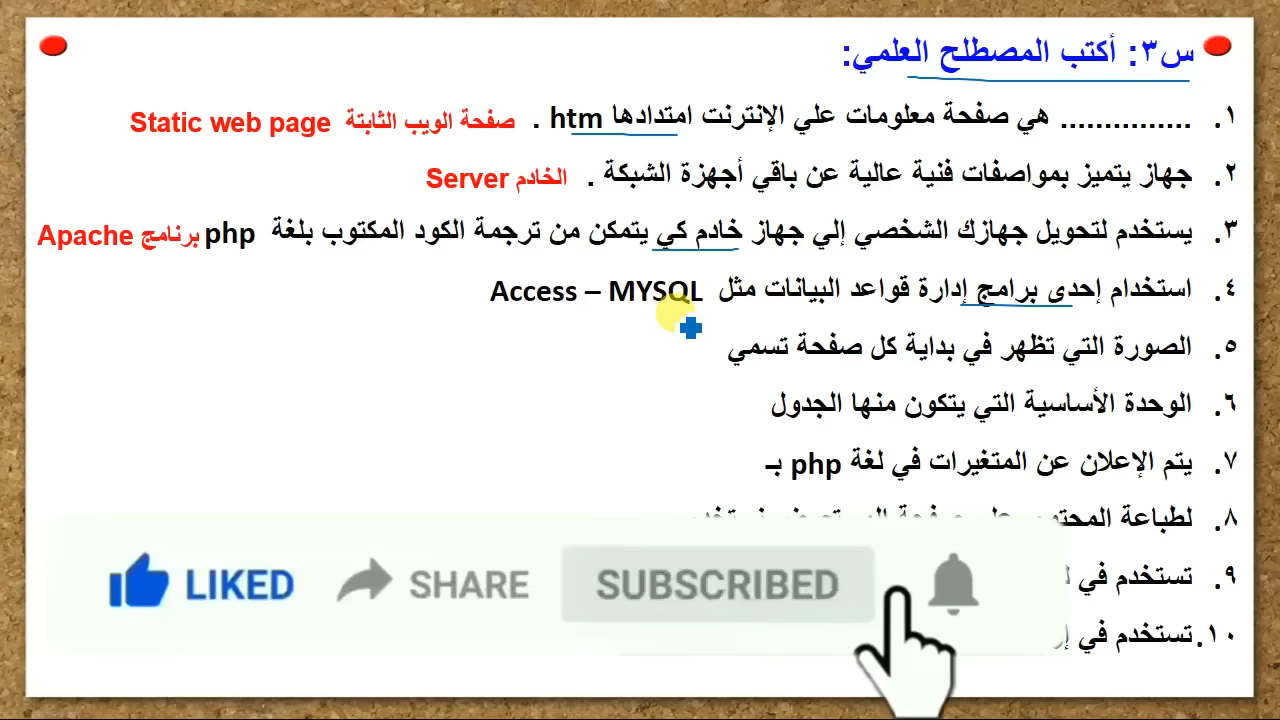 س٣: أكتب المصطلح العلمي:
١. ............... هي صفحة معلومات علي الإنترنت امتدادها htm . صفحة الويب الثابتة Static web page
٢. جهاز يتميز بمواصفات فنية عالية عن باقي أجهزة الشبكة . الخادم Server
٣. يستخدم لتحويل جهازك الشخصي إلي جهاز خادم كي يتمكن من ترجمة الكود المكتوب بلغة php برنامج Apache
٤. استخدام إحدى برامج إدارة قواعد البيانات مثل Access – MYSQL
٥. الصورة التي تظهر في بداية كل صفحة تسمي
٦. الوحدة الأساسية التي يتكون منها الجدول
٧. يتم الإعلان عن المتغيرات في لغة php بـ
٨. لطباعة
٩. تستخدم في
١٠. تستخدم في
LIKED SHARE SUBSCRIBED